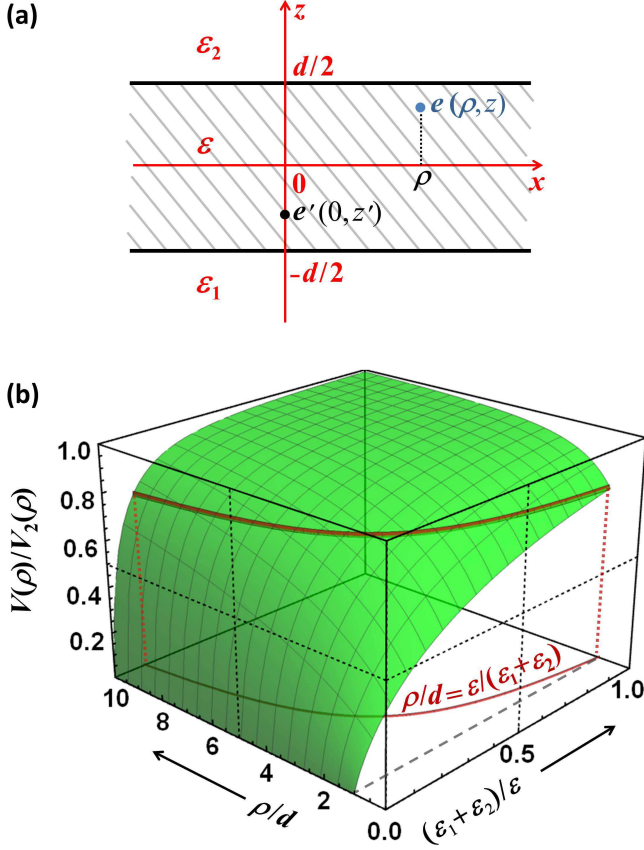 (a)
z
ε₂
d/2
e (ρ, z)
ε
0
ρ
x
e′(0, z′)
ε₁
-d/2
(b)
V(ρ)/V₂(ρ)
1.0
0.8
0.6
0.4
0.2
ρ/d = ε/(ε₁+ε₂)
10
8
6
4
2
0.0
0.5
1.0
ρ/d
(ε₁+ε₂)/ε